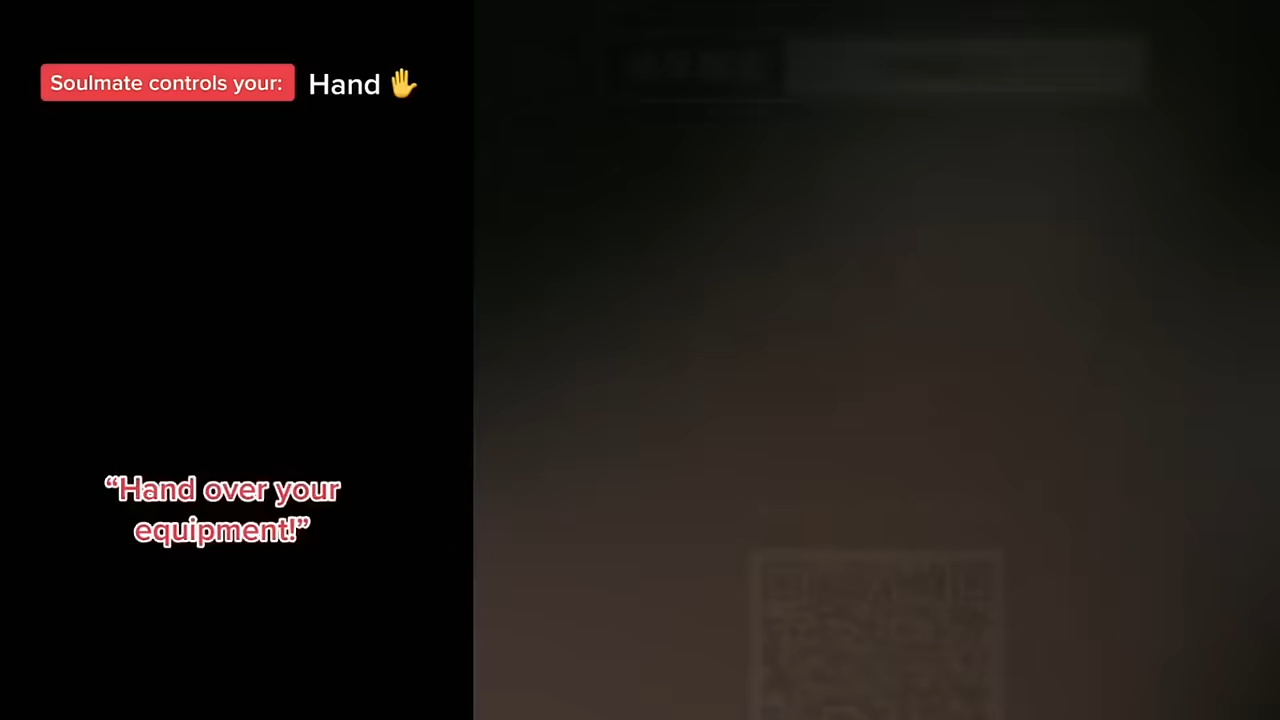 Soulmate controls your: Hand 🤚
“Hand over your
equipment!”